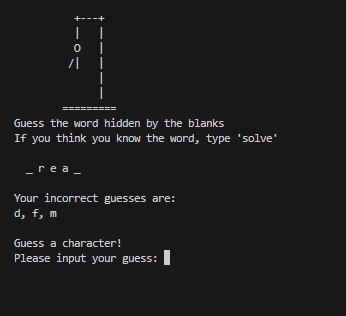 +---+
|   |
O   |
/|   |
|
|
=========
Guess the word hidden by the blanks
If you think you know the word, type 'solve'
_ r e a _
Your incorrect guesses are:
d, f, m
Guess a character!
Please input your guess: